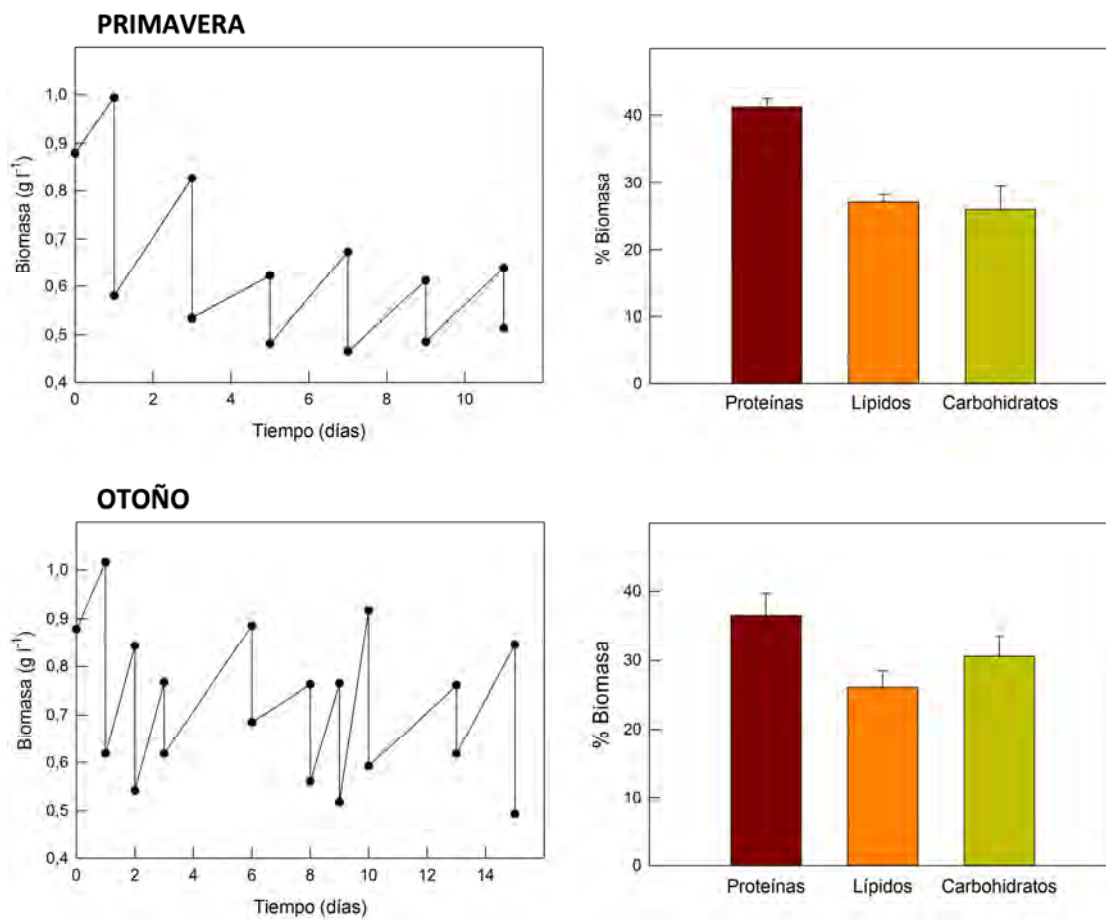 PRIMAVERA
Biomasa (g l⁻¹)
1,0
0,9
0,8
0,7
0,6
0,5
0,4
0 2 4 6 8 10
Tiempo (días)
% Biomasa
40
30
20
10
0
Proteínas Lípidos Carbohidratos
OTOÑO
Biomasa (g l⁻¹)
1,0
0,9
0,8
0,7
0,6
0,5
0,4
0 2 4 6 8 10 12 14
Tiempo (días)
% Biomasa
40
30
20
10
0
Proteínas Lípidos Carbohidratos